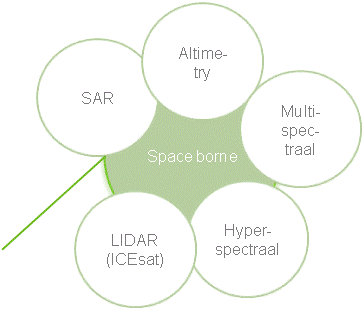 Altime-
try
SAR
Multi-
spec-
traal
Space borne
Hyper-
spectraal
LIDAR
(ICEsat)